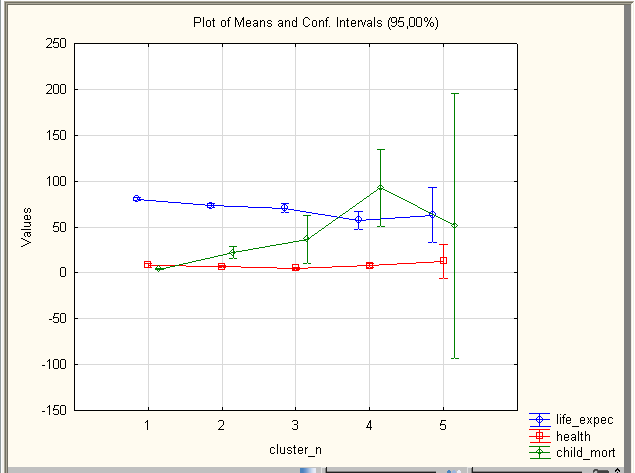 Plot of Means and Conf. Intervals (95,00%)
250
200
150
100
50
0
-50
-100
-150
Values
1 2 3 4 5
cluster_n
life_expec
health
child_mort